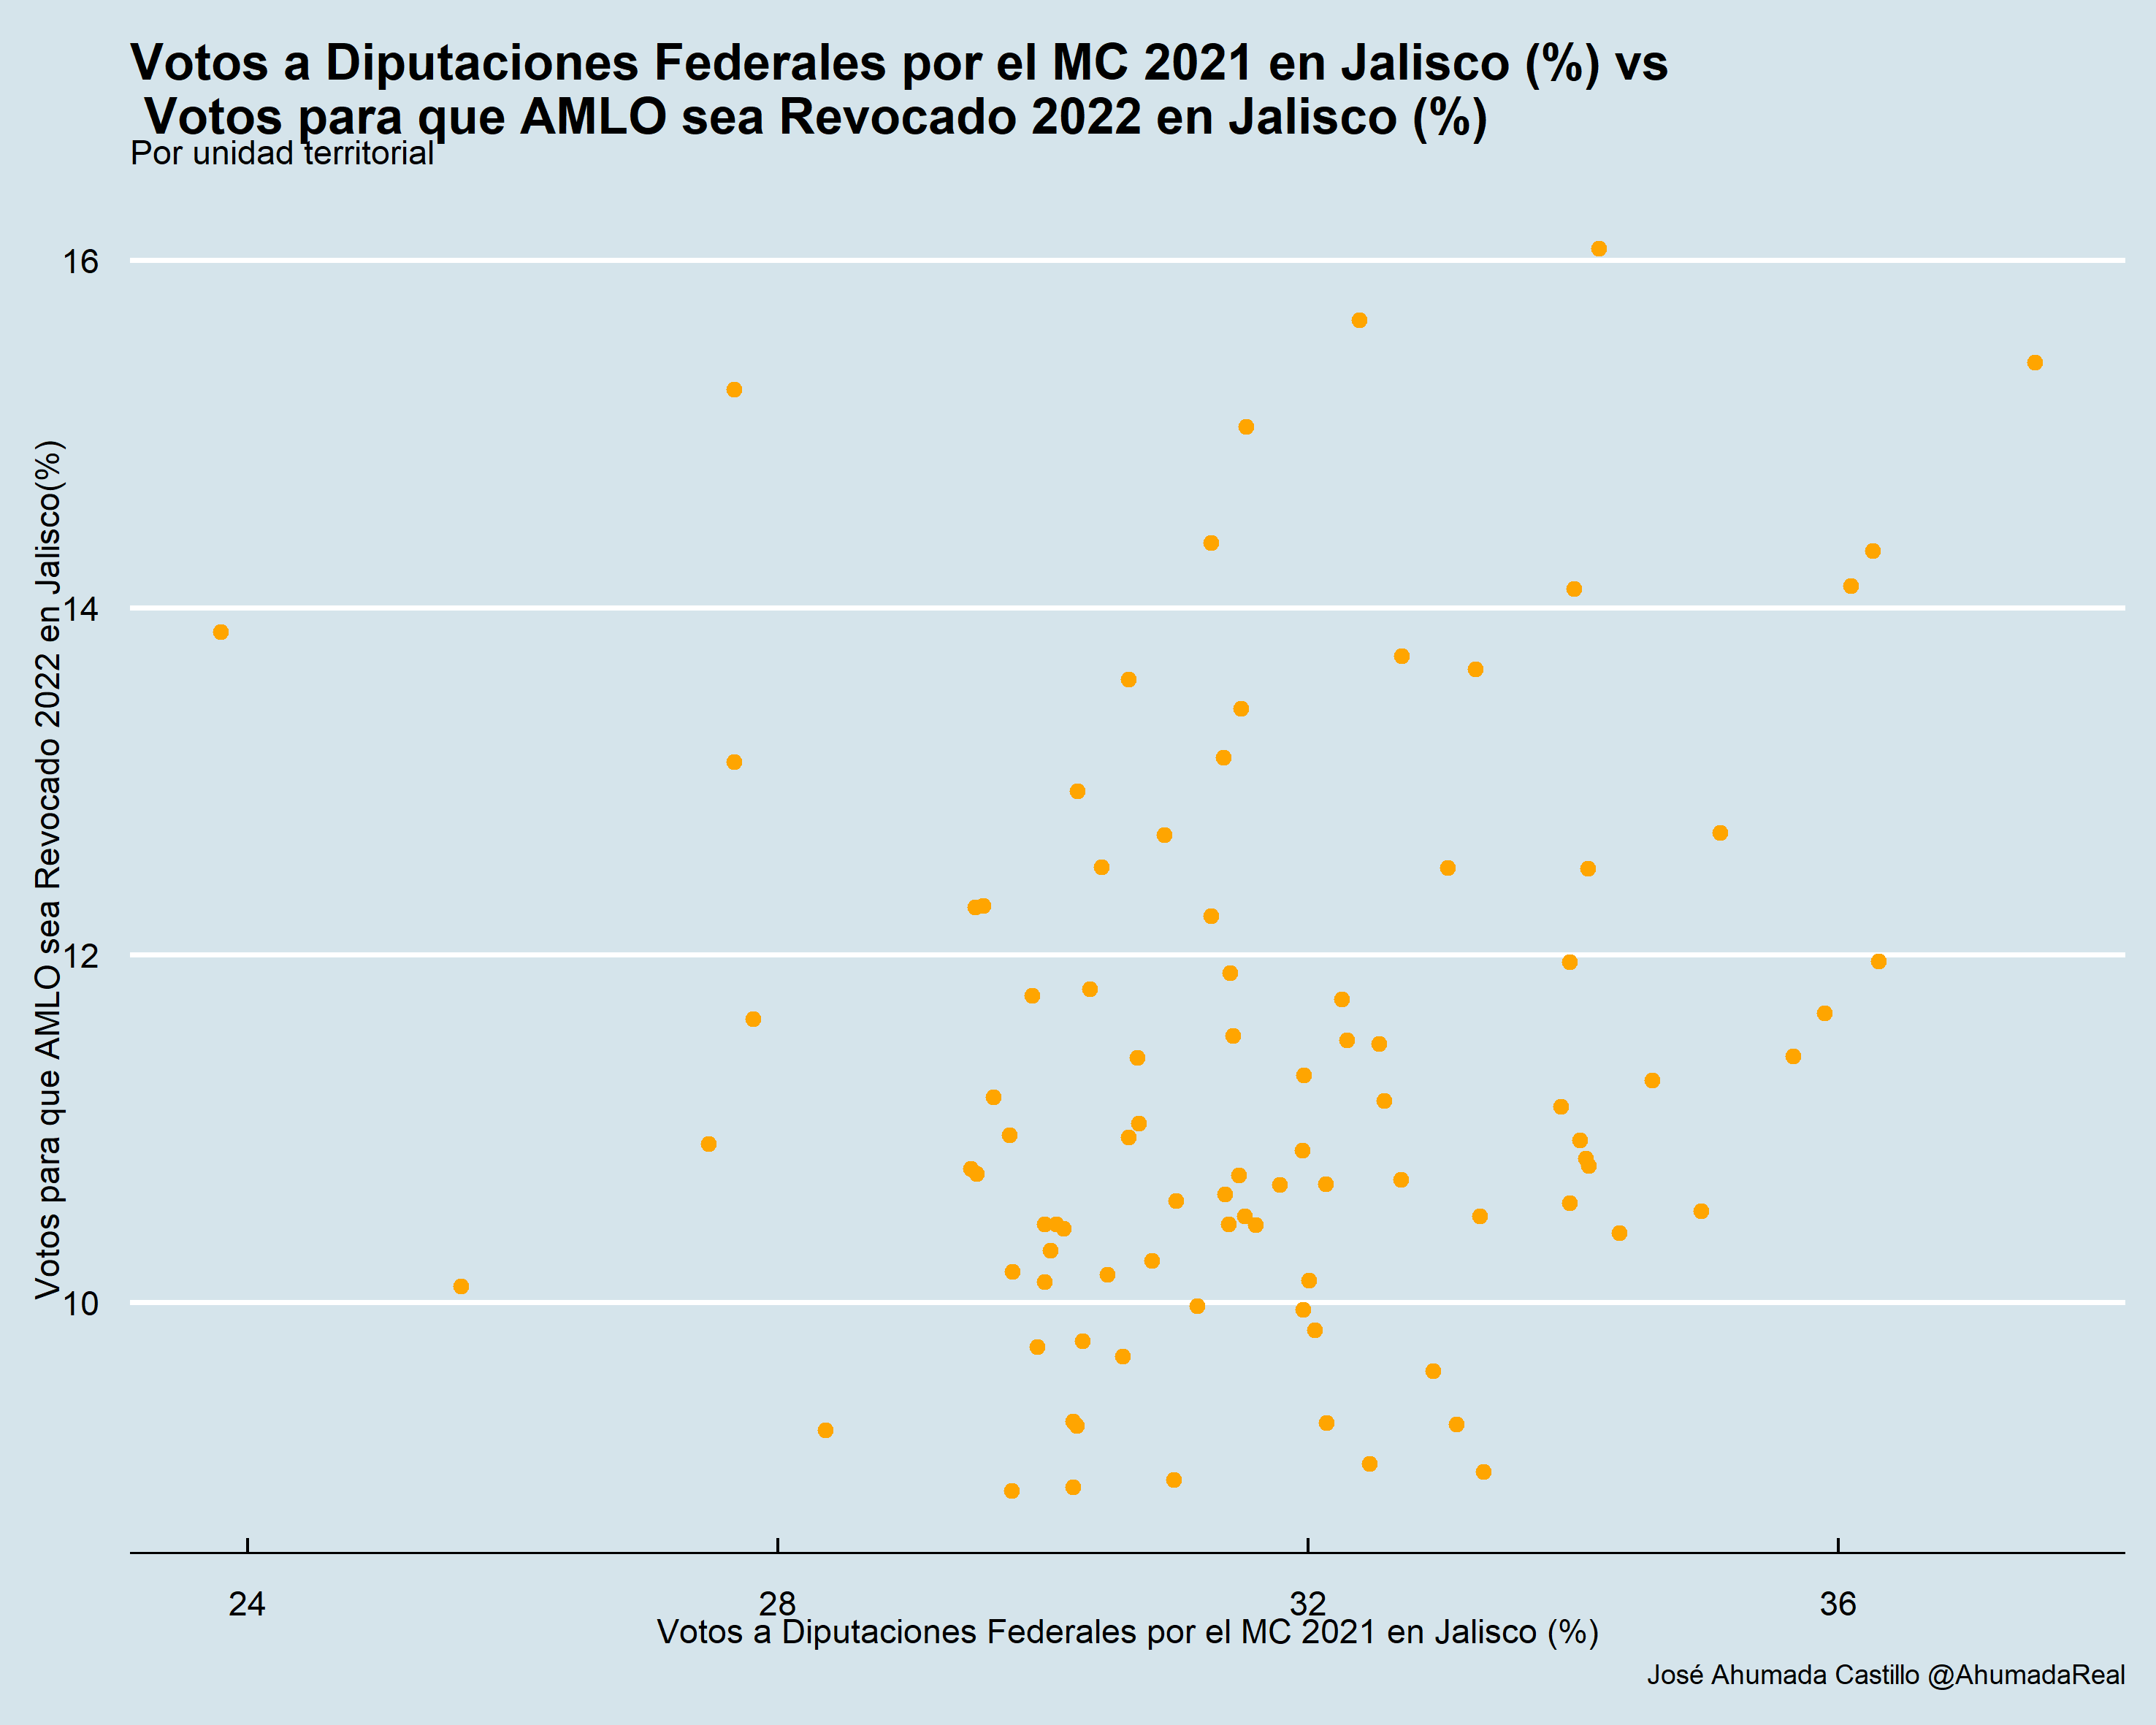 Votos a Diputaciones Federales por el MC 2021 en Jalisco (%) vs
Votos para que AMLO sea Revocado 2022 en Jalisco (%)
Por unidad territorial
Votos para que AMLO sea Revocado 2022 en Jalisco(%)
16
14
12
10
24 28 32 36
Votos a Diputaciones Federales por el MC 2021 en Jalisco (%)
José Ahumada Castillo @AhumadaReal